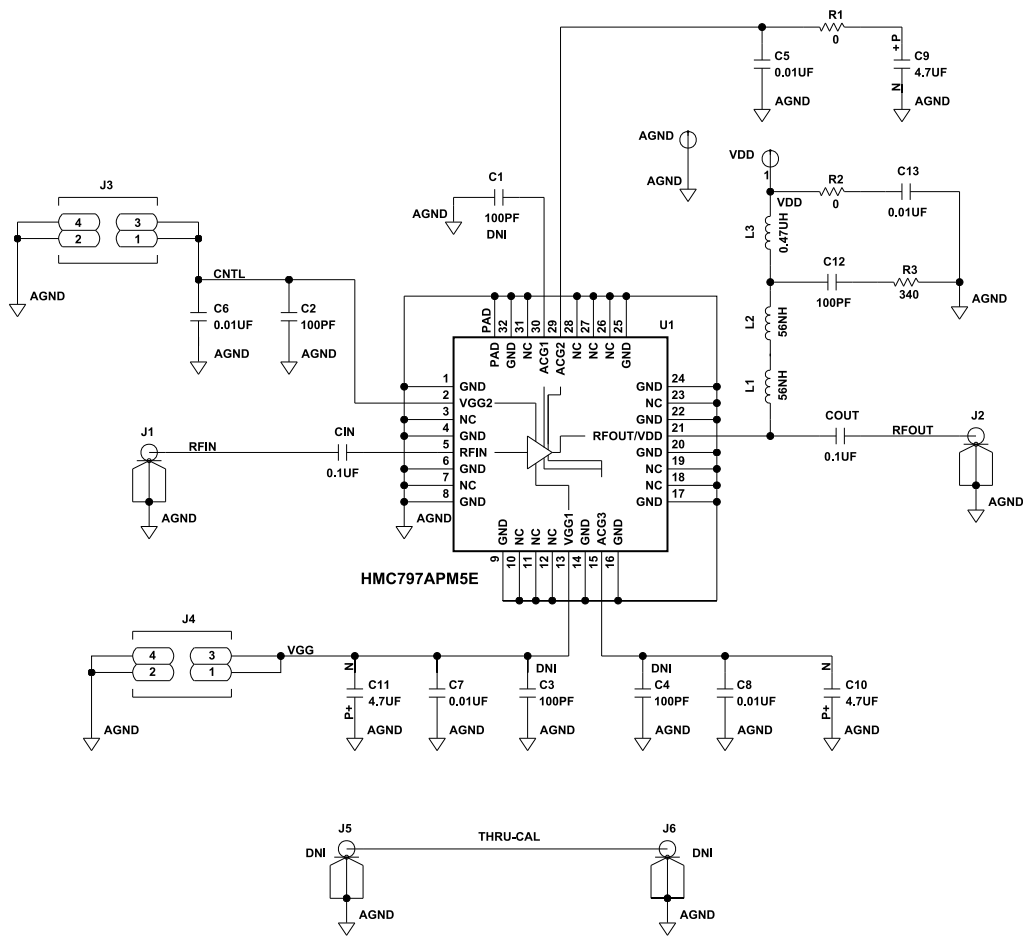 R1
0
+P
C9
4.7UF
N
AGND
C5
0.01UF
AGND
AGND
AGND
VDD
1
VDD
R2
0
C13
0.01UF
L3
0.47UH
C12
100PF
R3
340
AGND
L2
56NH
L1
56NH
J3
4
3
2
1
AGND
CNTL
C6
0.01UF
AGND
C2
100PF
AGND
C1
100PF
DNI
AGND
PAD
32
31
30
29
28
27
26
25
U1
PAD
GND
NC
ACG1
ACG2
NC
NC
NC
GND
1
GND
2
VGG2
3
NC
4
GND
5
RFIN
6
GND
7
NC
8
GND
AGND
24
GND
23
NC
22
GND
21
RFOUT/VDD
20
GND
19
NC
18
NC
17
GND
J1
RFIN
CIN
0.1UF
AGND
COUT
0.1UF
RFOUT
J2
AGND
GND
NC
NC
NC
VGG1
GND
ACG3
GND
9
10
11
12
13
14
15
16
HMC797APM5E
J4
4
3
2
1
AGND
VGG
N
C11
4.7UF
P+
AGND
C7
0.01UF
AGND
DNI
C3
100PF
AGND
DNI
C4
100PF
AGND
C8
0.01UF
AGND
N
C10
4.7UF
P+
AGND
J5
DNI
AGND
THRU-CAL
J6
DNI
AGND